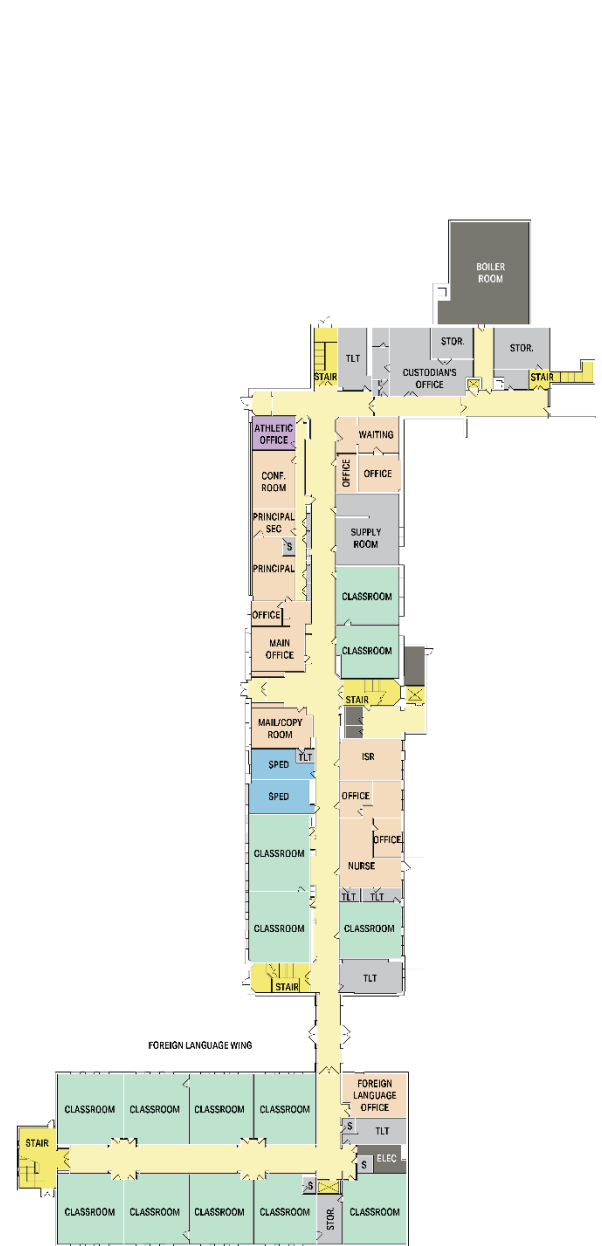 BOILER
ROOM
STOR.
STOR.
TLT
CUSTODIAN'S
OFFICE
STAIR
STAIR
ATHLETIC
OFFICE
WAITING
CONF.
ROOM
OFFICE
OFFICE
PRINCIPAL
SEC
SUPPLY
ROOM
S
PRINCIPAL
CLASSROOM
OFFICE
MAIN
OFFICE
CLASSROOM
STAIR
MAIL/COPY
ROOM
TLT
ISR
SPED
SPED
OFFICE
OFFICE
CLASSROOM
NURSE
TLT
TLT
CLASSROOM
CLASSROOM
TLT
STAIR
FOREIGN LANGUAGE WING
FOREIGN
LANGUAGE
OFFICE
CLASSROOM
CLASSROOM
CLASSROOM
CLASSROOM
S
TLT
STAIR
ELEC
S
S
CLASSROOM
CLASSROOM
CLASSROOM
CLASSROOM
STOR.
CLASSROOM